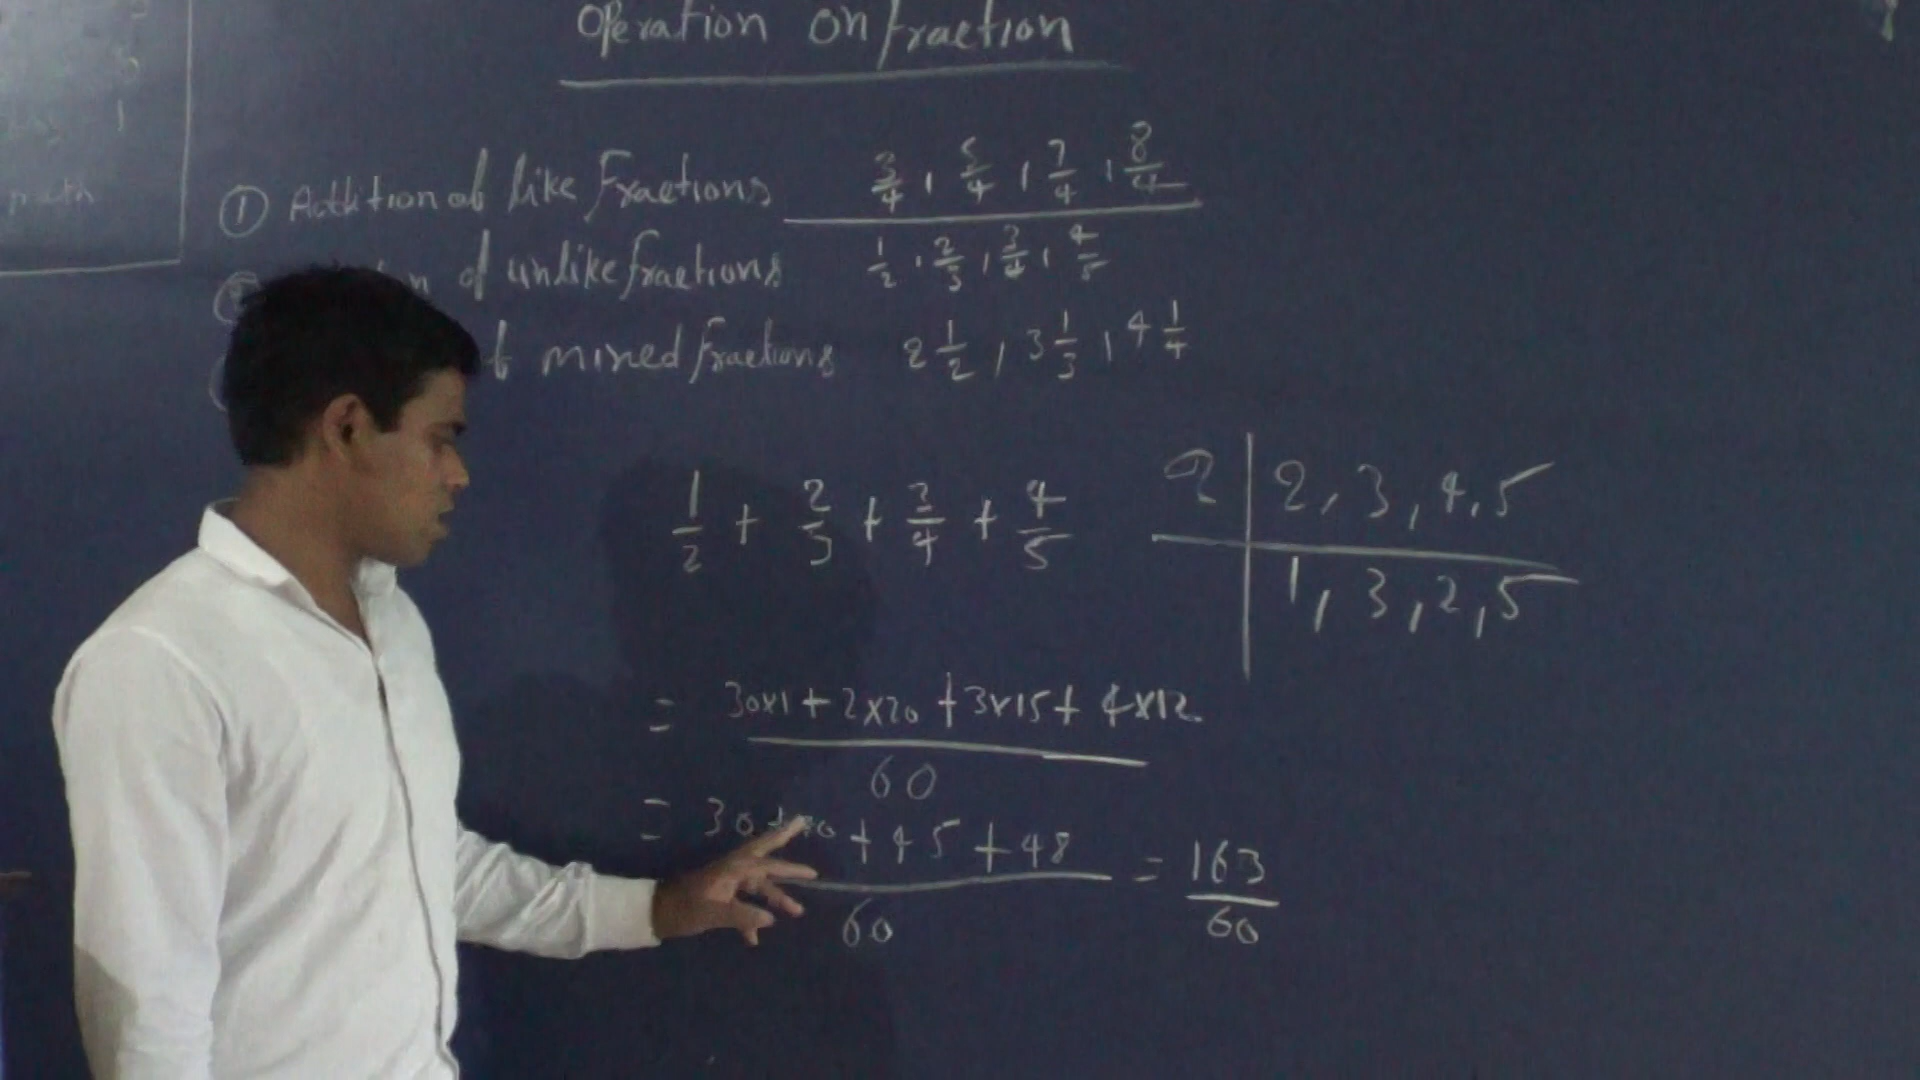 Operation on fraction
① Addition of like Fractions 3/4, 5/4, 7/4, 8/4
of unlike fractions 1/2, 2/3, 3/4, 4/5
mixed fractions 2 1/2, 3 1/3, 4 1/4
1/2 + 2/3 + 3/4 + 4/5
2 | 2, 3, 4, 5
1, 3, 2, 5
= 30x1 + 2x20 + 3x15 + 4x12
60
= 30 + 40 + 45 + 48 = 163
60 60